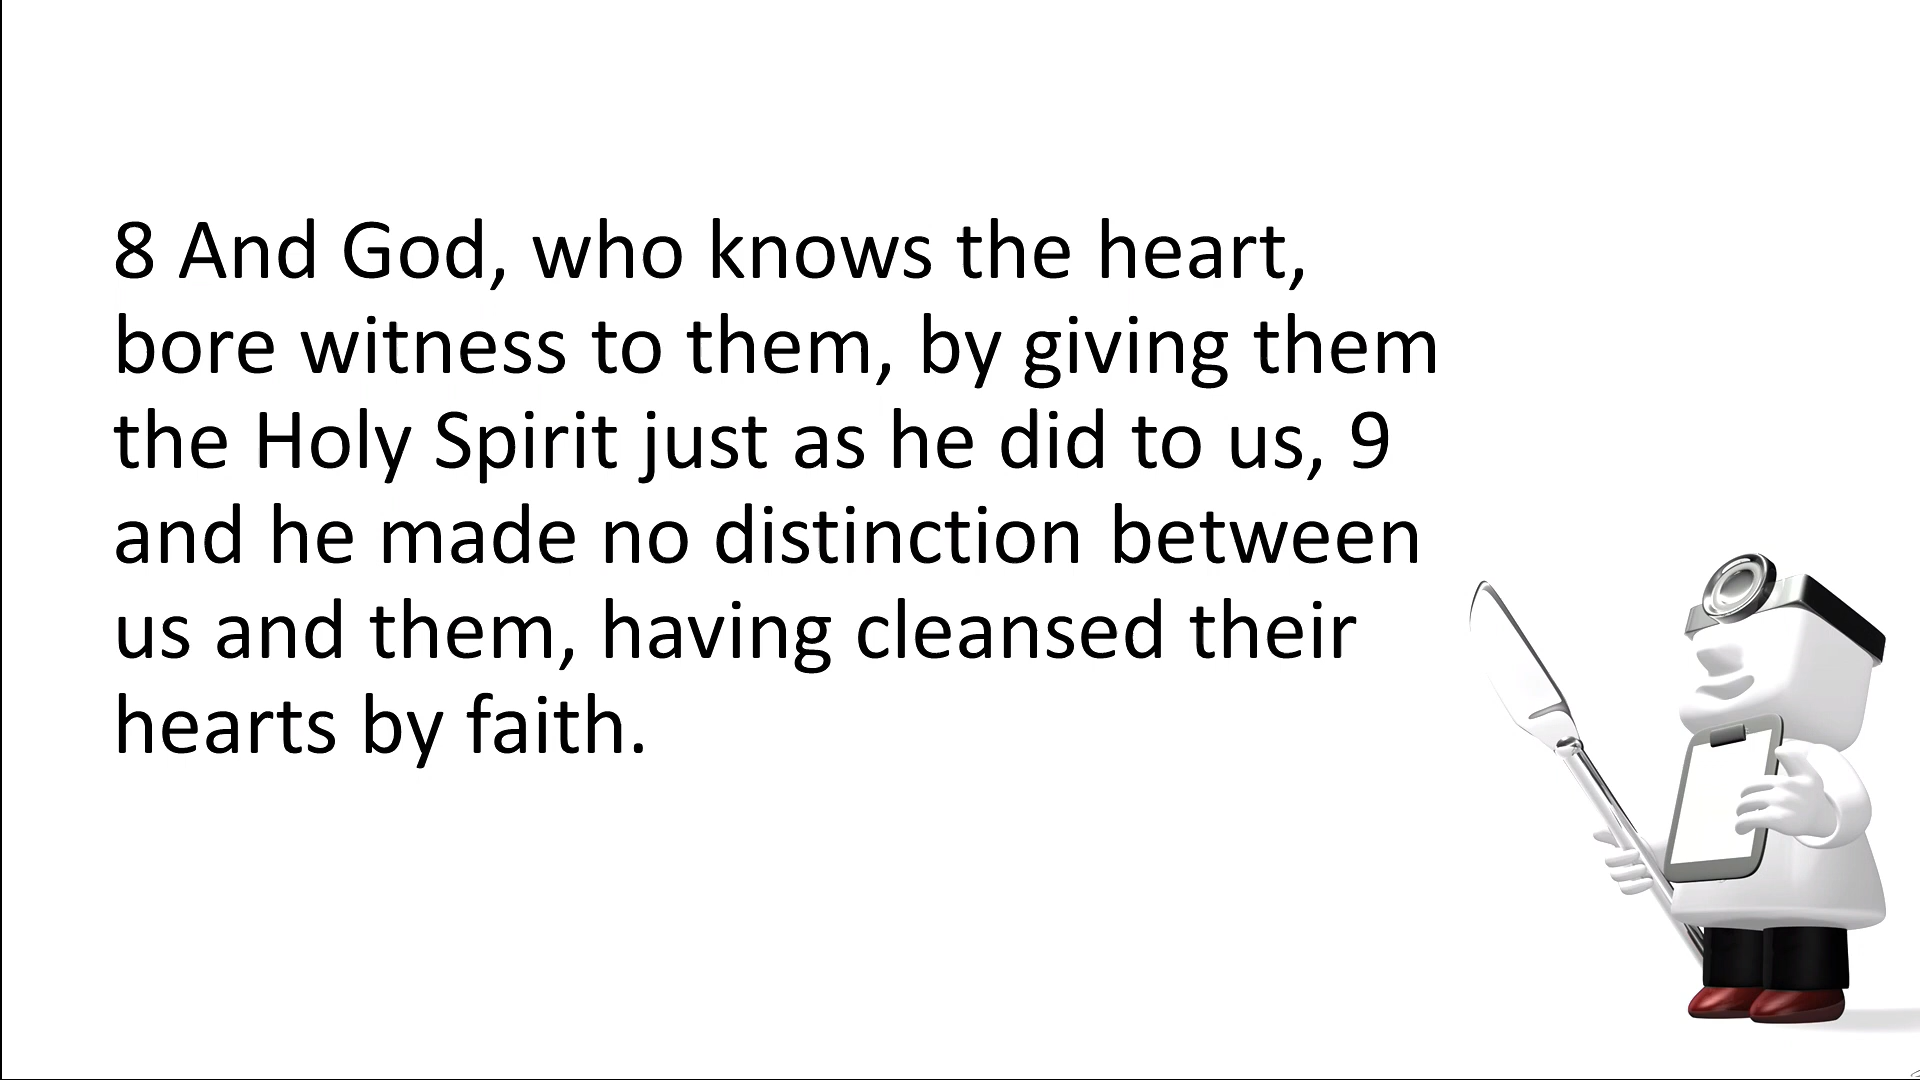 8 And God, who knows the heart,
bore witness to them, by giving them
the Holy Spirit just as he did to us, 9
and he made no distinction between
us and them, having cleansed their
hearts by faith.